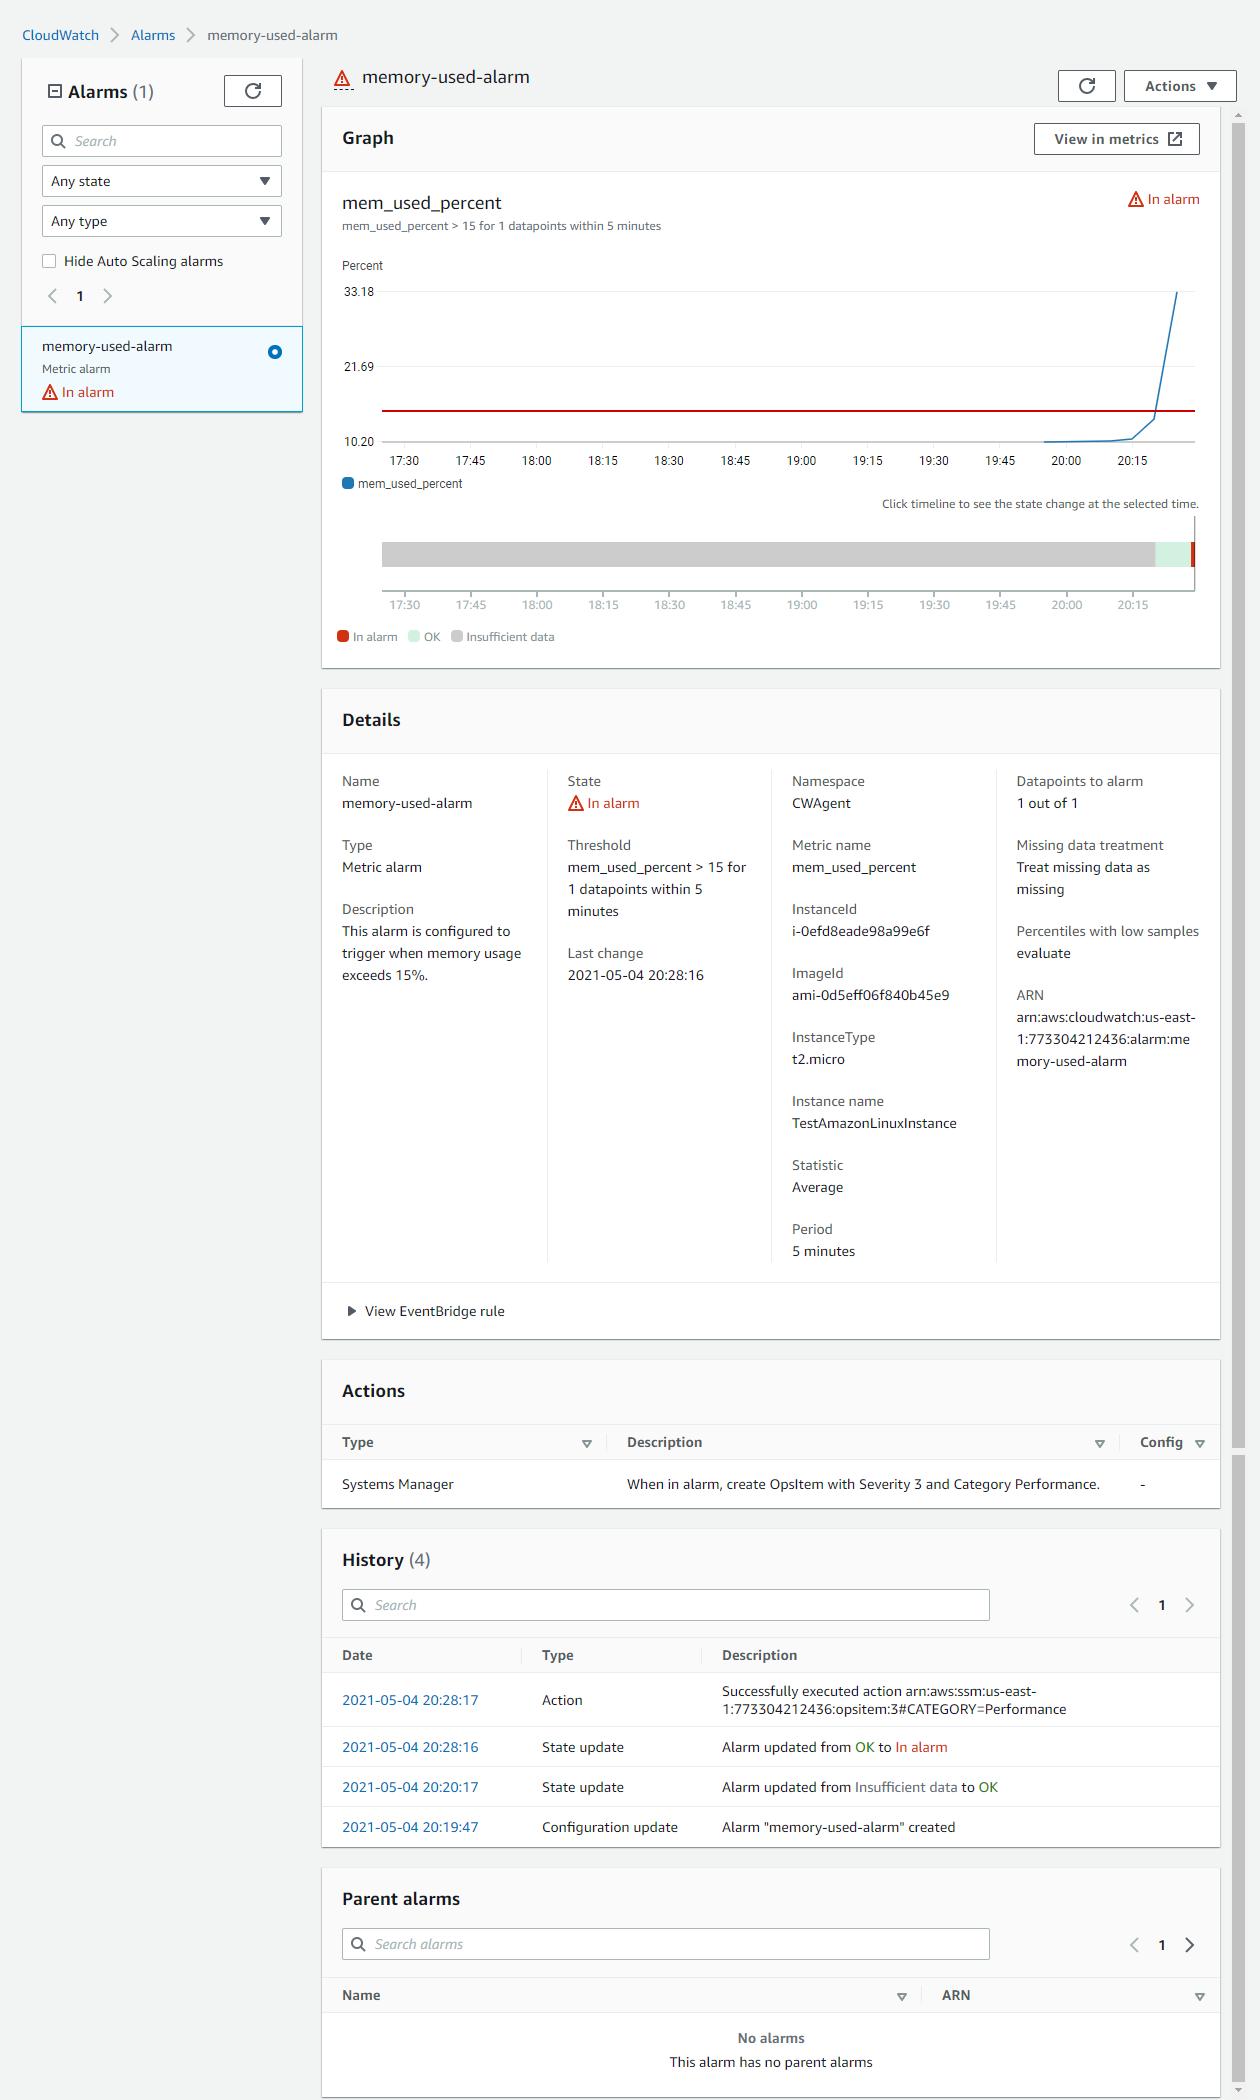 CloudWatch > Alarms > memory-used-alarm
Alarms (1)
Search
Any state
Any type
Hide Auto Scaling alarms
1
memory-used-alarm
Metric alarm
In alarm
memory-used-alarm
Actions
Graph
View in metrics
mem_used_percent
In alarm
mem_used_percent > 15 for 1 datapoints within 5 minutes
Percent
33.18
21.69
10.20
17:30 17:45 18:00 18:15 18:30 18:45 19:00 19:15 19:30 19:45 20:00 20:15
mem_used_percent
Click timeline to see the state change at the selected time.
17:30 17:45 18:00 18:15 18:30 18:45 19:00 19:15 19:30 19:45 20:00 20:15
In alarm OK Insufficient data
Details
Name
memory-used-alarm
Type
Metric alarm
Description
This alarm is configured to
trigger when memory usage
exceeds 15%.
State
In alarm
Threshold
mem_used_percent > 15 for
1 datapoints within 5
minutes
Last change
2021-05-04 20:28:16
Namespace
CWAgent
Metric name
mem_used_percent
InstanceId
i-0efd8eade98a99e6f
ImageId
ami-0d5eff06f840b45e9
InstanceType
t2.micro
Instance name
TestAmazonLinuxInstance
Statistic
Average
Period
5 minutes
Datapoints to alarm
1 out of 1
Missing data treatment
Treat missing data as
missing
Percentiles with low samples
evaluate
ARN
arn:aws:cloudwatch:us-east-
1:773304212436:alarm:me
mory-used-alarm
View EventBridge rule
Actions
Type Description Config
Systems Manager When in alarm, create OpsItem with Severity 3 and Category Performance. -
History (4)
Search
1
Date Type Description
2021-05-04 20:28:17 Action Successfully executed action arn:aws:ssm:us-east-
1:773304212436:opsitem:3#CATEGORY=Performance
2021-05-04 20:28:16 State update Alarm updated from OK to In alarm
2021-05-04 20:20:17 State update Alarm updated from Insufficient data to OK
2021-05-04 20:19:47 Configuration update Alarm "memory-used-alarm" created
Parent alarms
Search alarms
1
Name ARN
No alarms
This alarm has no parent alarms